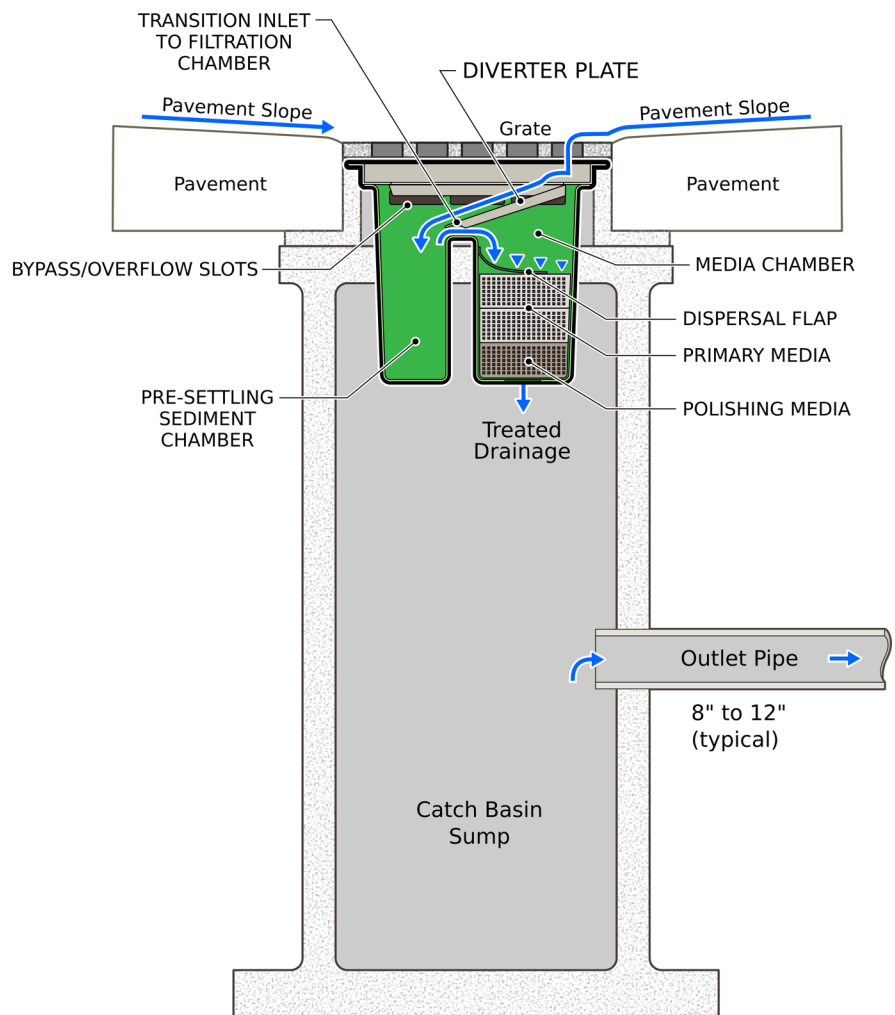 TRANSITION INLET
TO FILTRATION
CHAMBER
DIVERTER PLATE
Pavement Slope
Pavement Slope
Grate
Pavement
Pavement
BYPASS/OVERFLOW SLOTS
MEDIA CHAMBER
DISPERSAL FLAP
PRIMARY MEDIA
PRE-SETTLING
SEDIMENT
CHAMBER
POLISHING MEDIA
Treated
Drainage
Outlet Pipe
8" to 12"
(typical)
Catch Basin
Sump